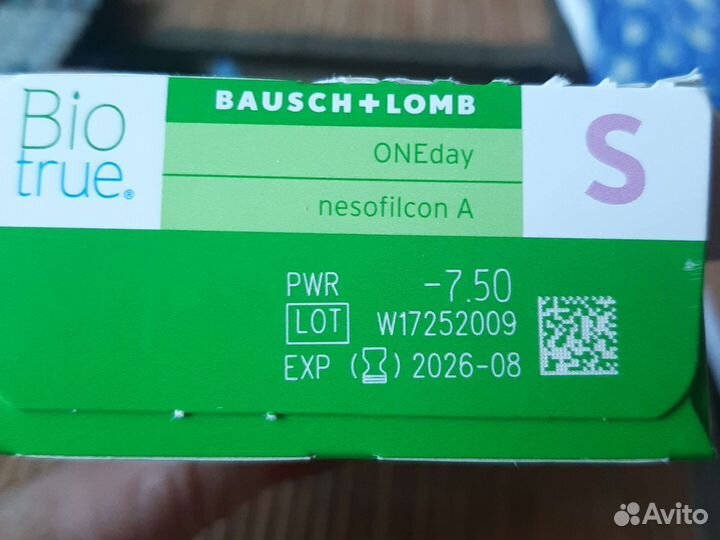 Bio
true®
BAUSCH+LOMB
ONEday
nesofilcon A
S
PWR -7.50
LOT W17252009
EXP ( ) 2026-08
Avito